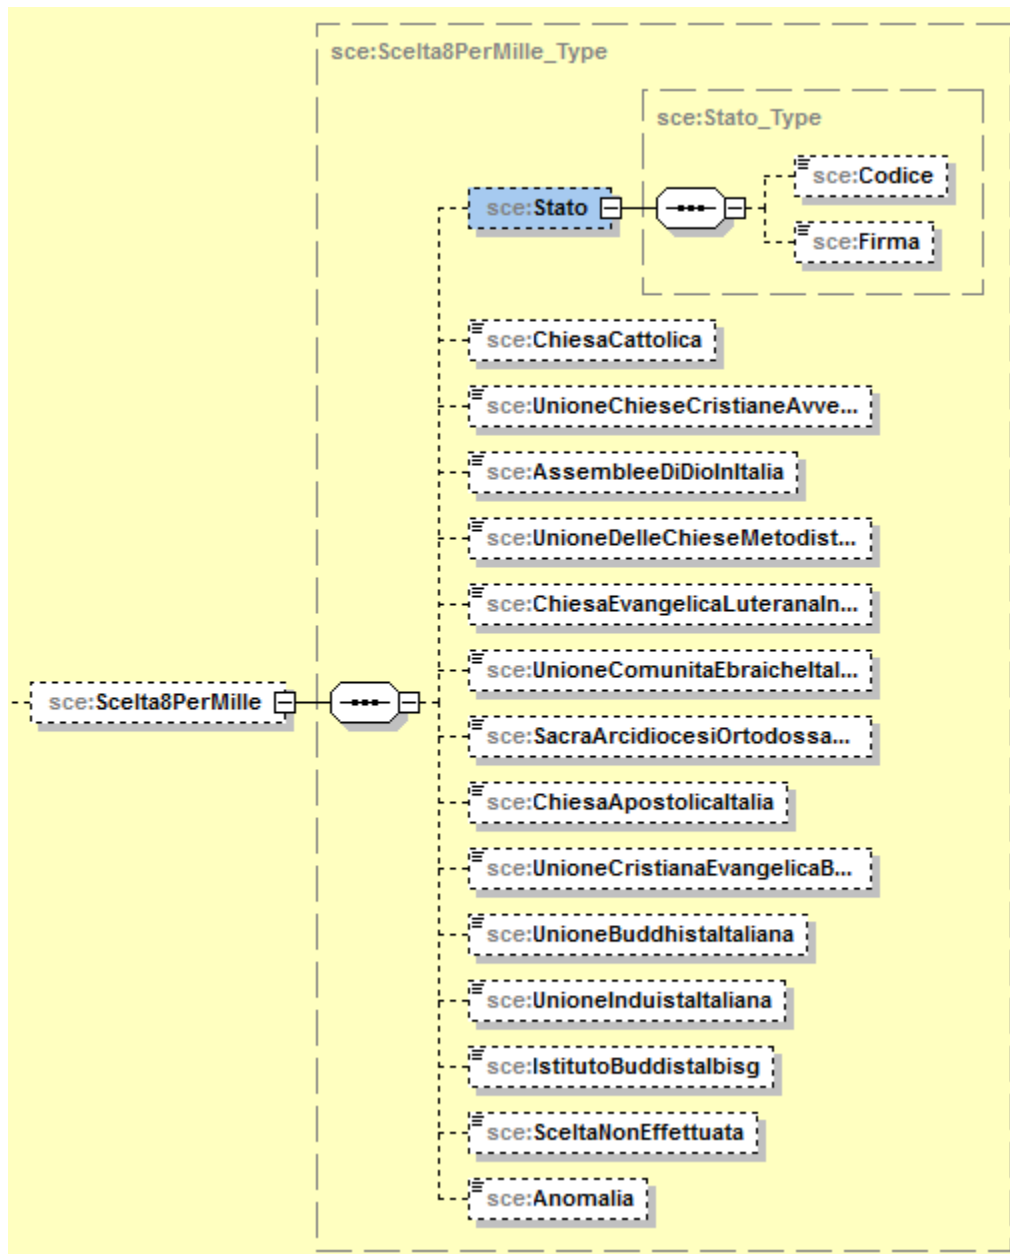 sce:Scelta8PerMille_Type
sce:Stato_Type
sce:Codice
sce:Stato
sce:Firma
sce:ChiesaCattolica
sce:UnioneChieseCristianeAvve...
sce:AssembleeDiDioInItalia
sce:UnioneDelleChieseMetodist...
sce:ChiesaEvangelicaLuteranaIn...
sce:UnioneComunitaEbraicheItal...
sce:Scelta8PerMille
sce:SacraArcidiocesiOrtodossa...
sce:ChiesaApostolicaItalia
sce:UnioneCristianaEvangelicaB...
sce:UnioneBuddhistaItaliana
sce:UnioneInduistaItaliana
sce:IstitutoBuddistaIbisg
sce:SceltaNonEffettuata
sce:Anomalia